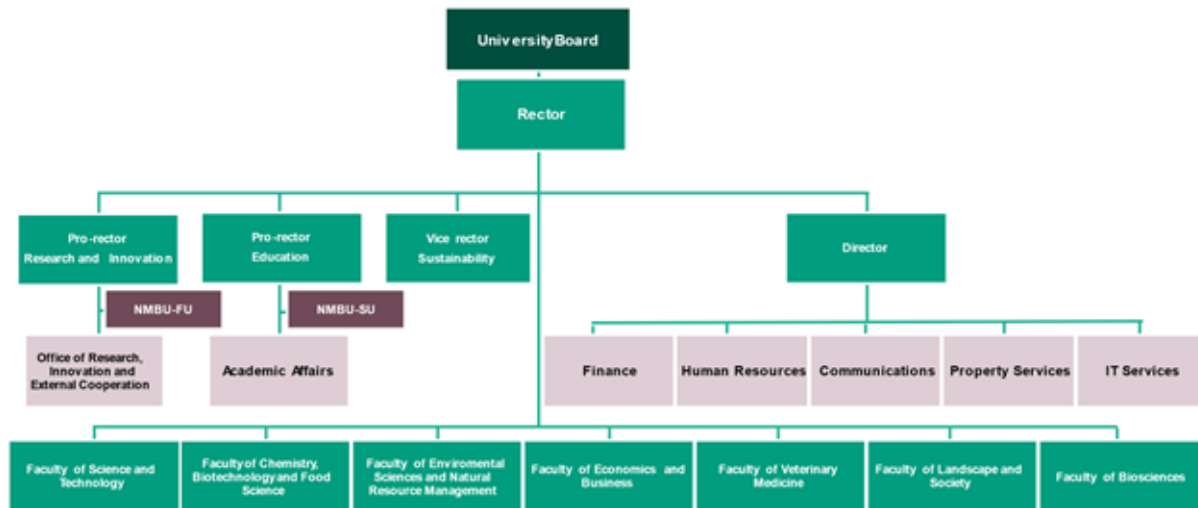 UniversityBoard
Rector
Pro-rector
Research and Innovation
Pro-rector
Education
Vice rector
Sustainability
Director
NMBU-FU
NMBU-SU
Office of Research,
Innovation and
External Cooperation
Academic Affairs
Finance
Human Resources
Communications
Property Services
IT Services
Faculty of Science and
Technology
Faculty of Chemistry,
Biotechnology and Food
Science
Faculty of Enviromental
Sciences and Natural
Resource Management
Faculty of Economics and
Business
Faculty of Veterinary
Medicine
Faculty of Landscape and
Society
Faculty of Biosciences